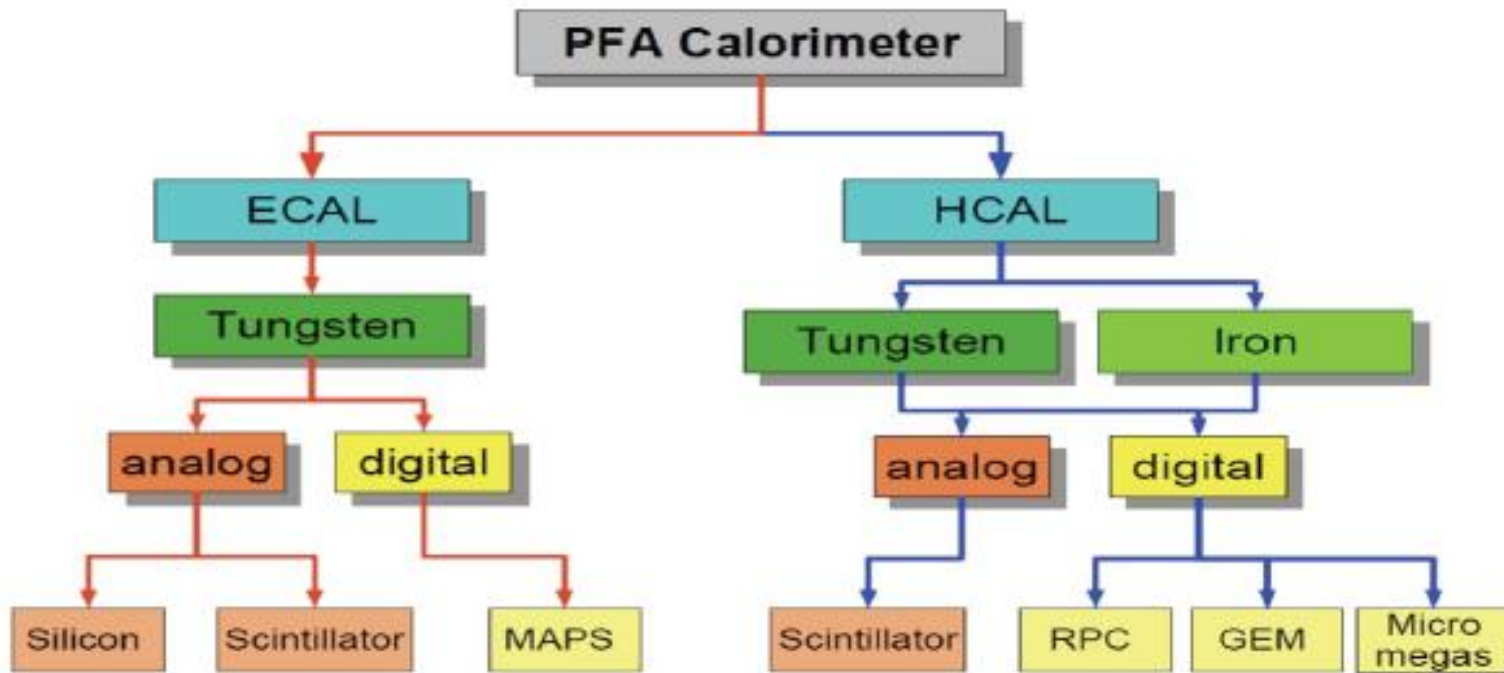 PFA Calorimeter
ECAL
HCAL
Tungsten
Tungsten
Iron
analog
digital
analog
digital
Silicon
Scintillator
MAPS
Scintillator
RPC
GEM
Micro
megas